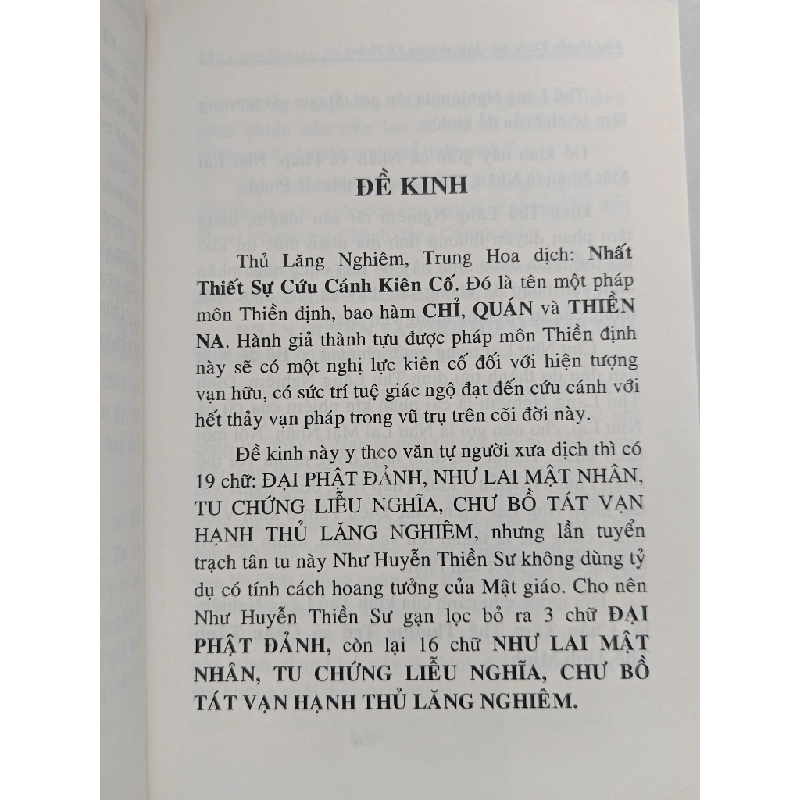 ĐỀ KINH
Thủ Lăng Nghiêm, Trung Hoa dịch: Nhất
Thiết Sự Cứu Cánh Kiên Cố. Đó là tên một pháp
môn Thiền định, bao hàm CHỈ, QUÁN và THIỀN
NA. Hành giả thành tựu được pháp môn Thiền định
này sẽ có một nghị lực kiên cố đối với hiện tượng
vạn hữu, có sức trí tuệ giác ngộ đạt đến cứu cánh với
hết thảy vạn pháp trong vũ trụ trên cõi đời này.
Đề kinh này y theo văn tự người xưa dịch thì có
19 chữ: ĐẠI PHẬT ĐẢNH, NHƯ LAI MẬT NHÂN,
TU CHỨNG LIỄU NGHĨA, CHƯ BỒ TÁT VẠN
HẠNH THỦ LĂNG NGHIÊM, nhưng lần tuyển
trạch tân tu này Như Huyễn Thiền Sư không dùng tỷ
dụ có tính cách hoang tưởng của Mật giáo. Cho nên
Như Huyễn Thiền Sư gạn lọc bỏ ra 3 chữ ĐẠI
PHẬT ĐẢNH, còn lại 16 chữ NHƯ LAI MẬT
NHÂN, TU CHỨNG LIỄU NGHĨA, CHƯ BỒ
TÁT VẠN HẠNH THỦ LĂNG NGHIÊM.